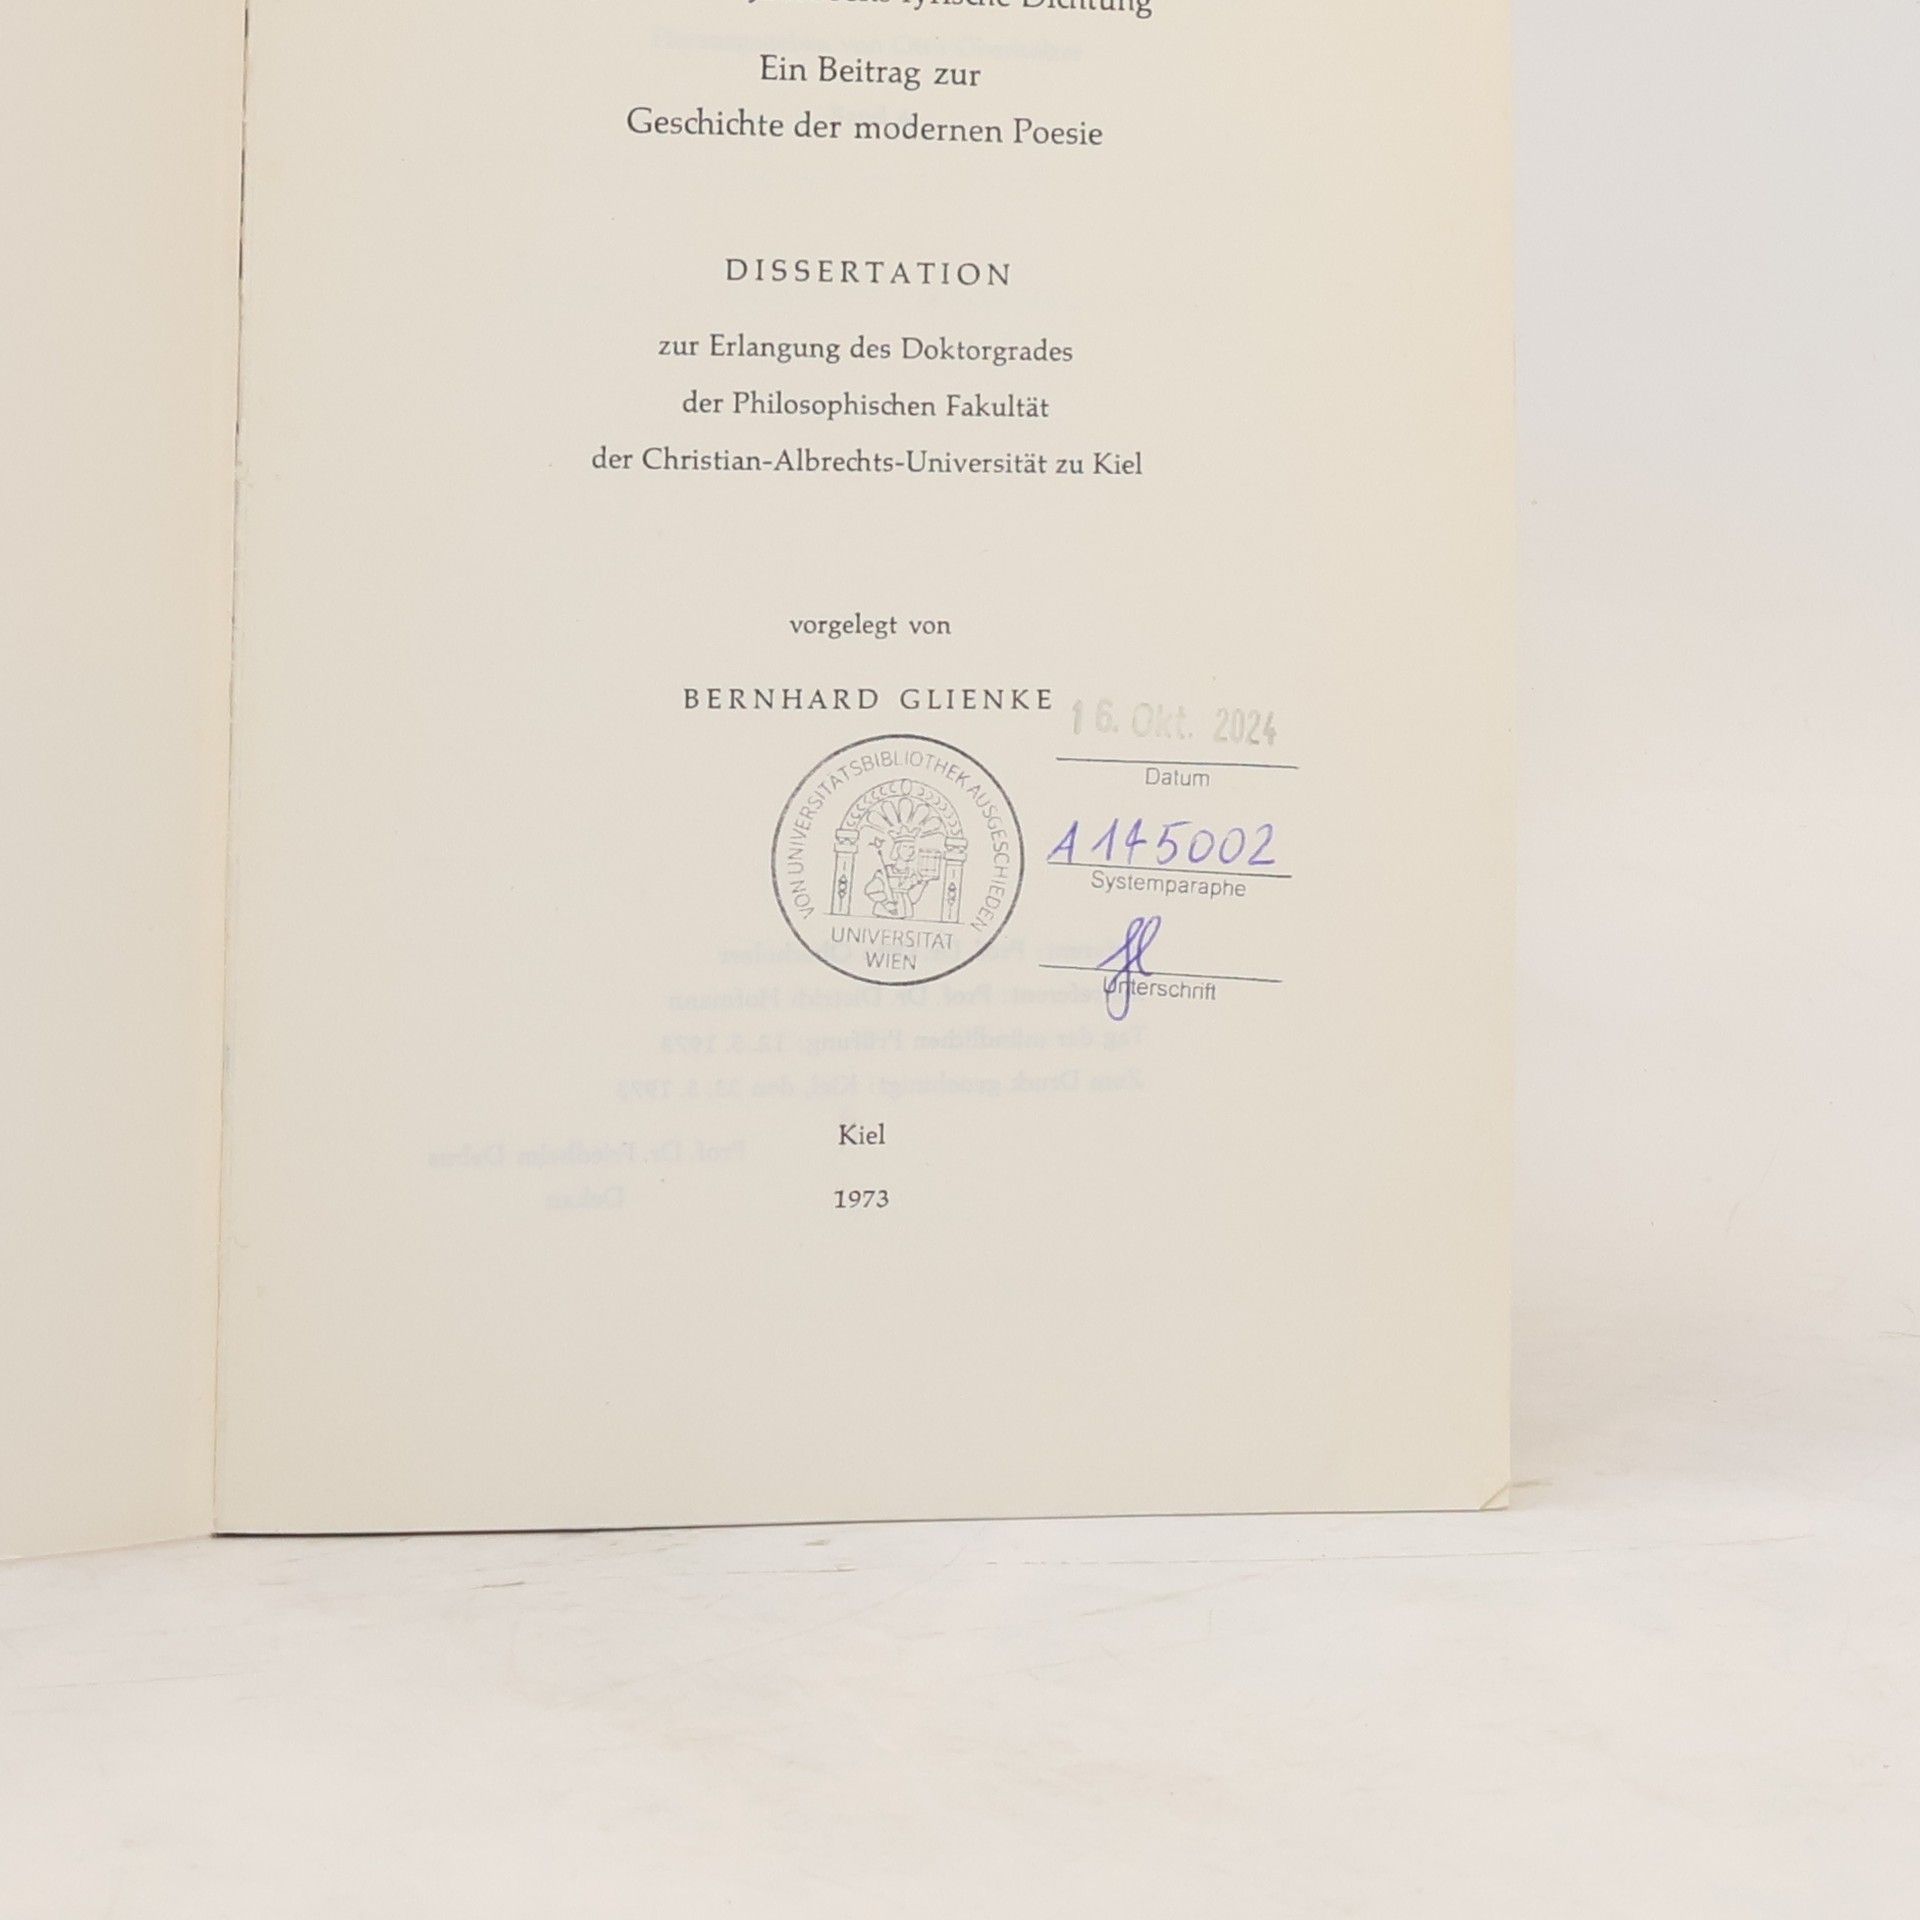 lyrische Dichtung
Ein Beitrag zur
Geschichte der modernen Poesie
DISSERTATION
zur Erlangung des Doktorgrades
der Philosophischen Fakultät
der Christian-Albrechts-Universität zu Kiel
vorgelegt von
BERNHARD GLIENKE
16. Okt. 2024
Datum
VON UNIVERSITÄTSBIBLIOTHEK AUSGESCHIEDEN
UNIVERSITÄT
WIEN
A145002
Systemparaphe
Unterschrift
Kiel
1973